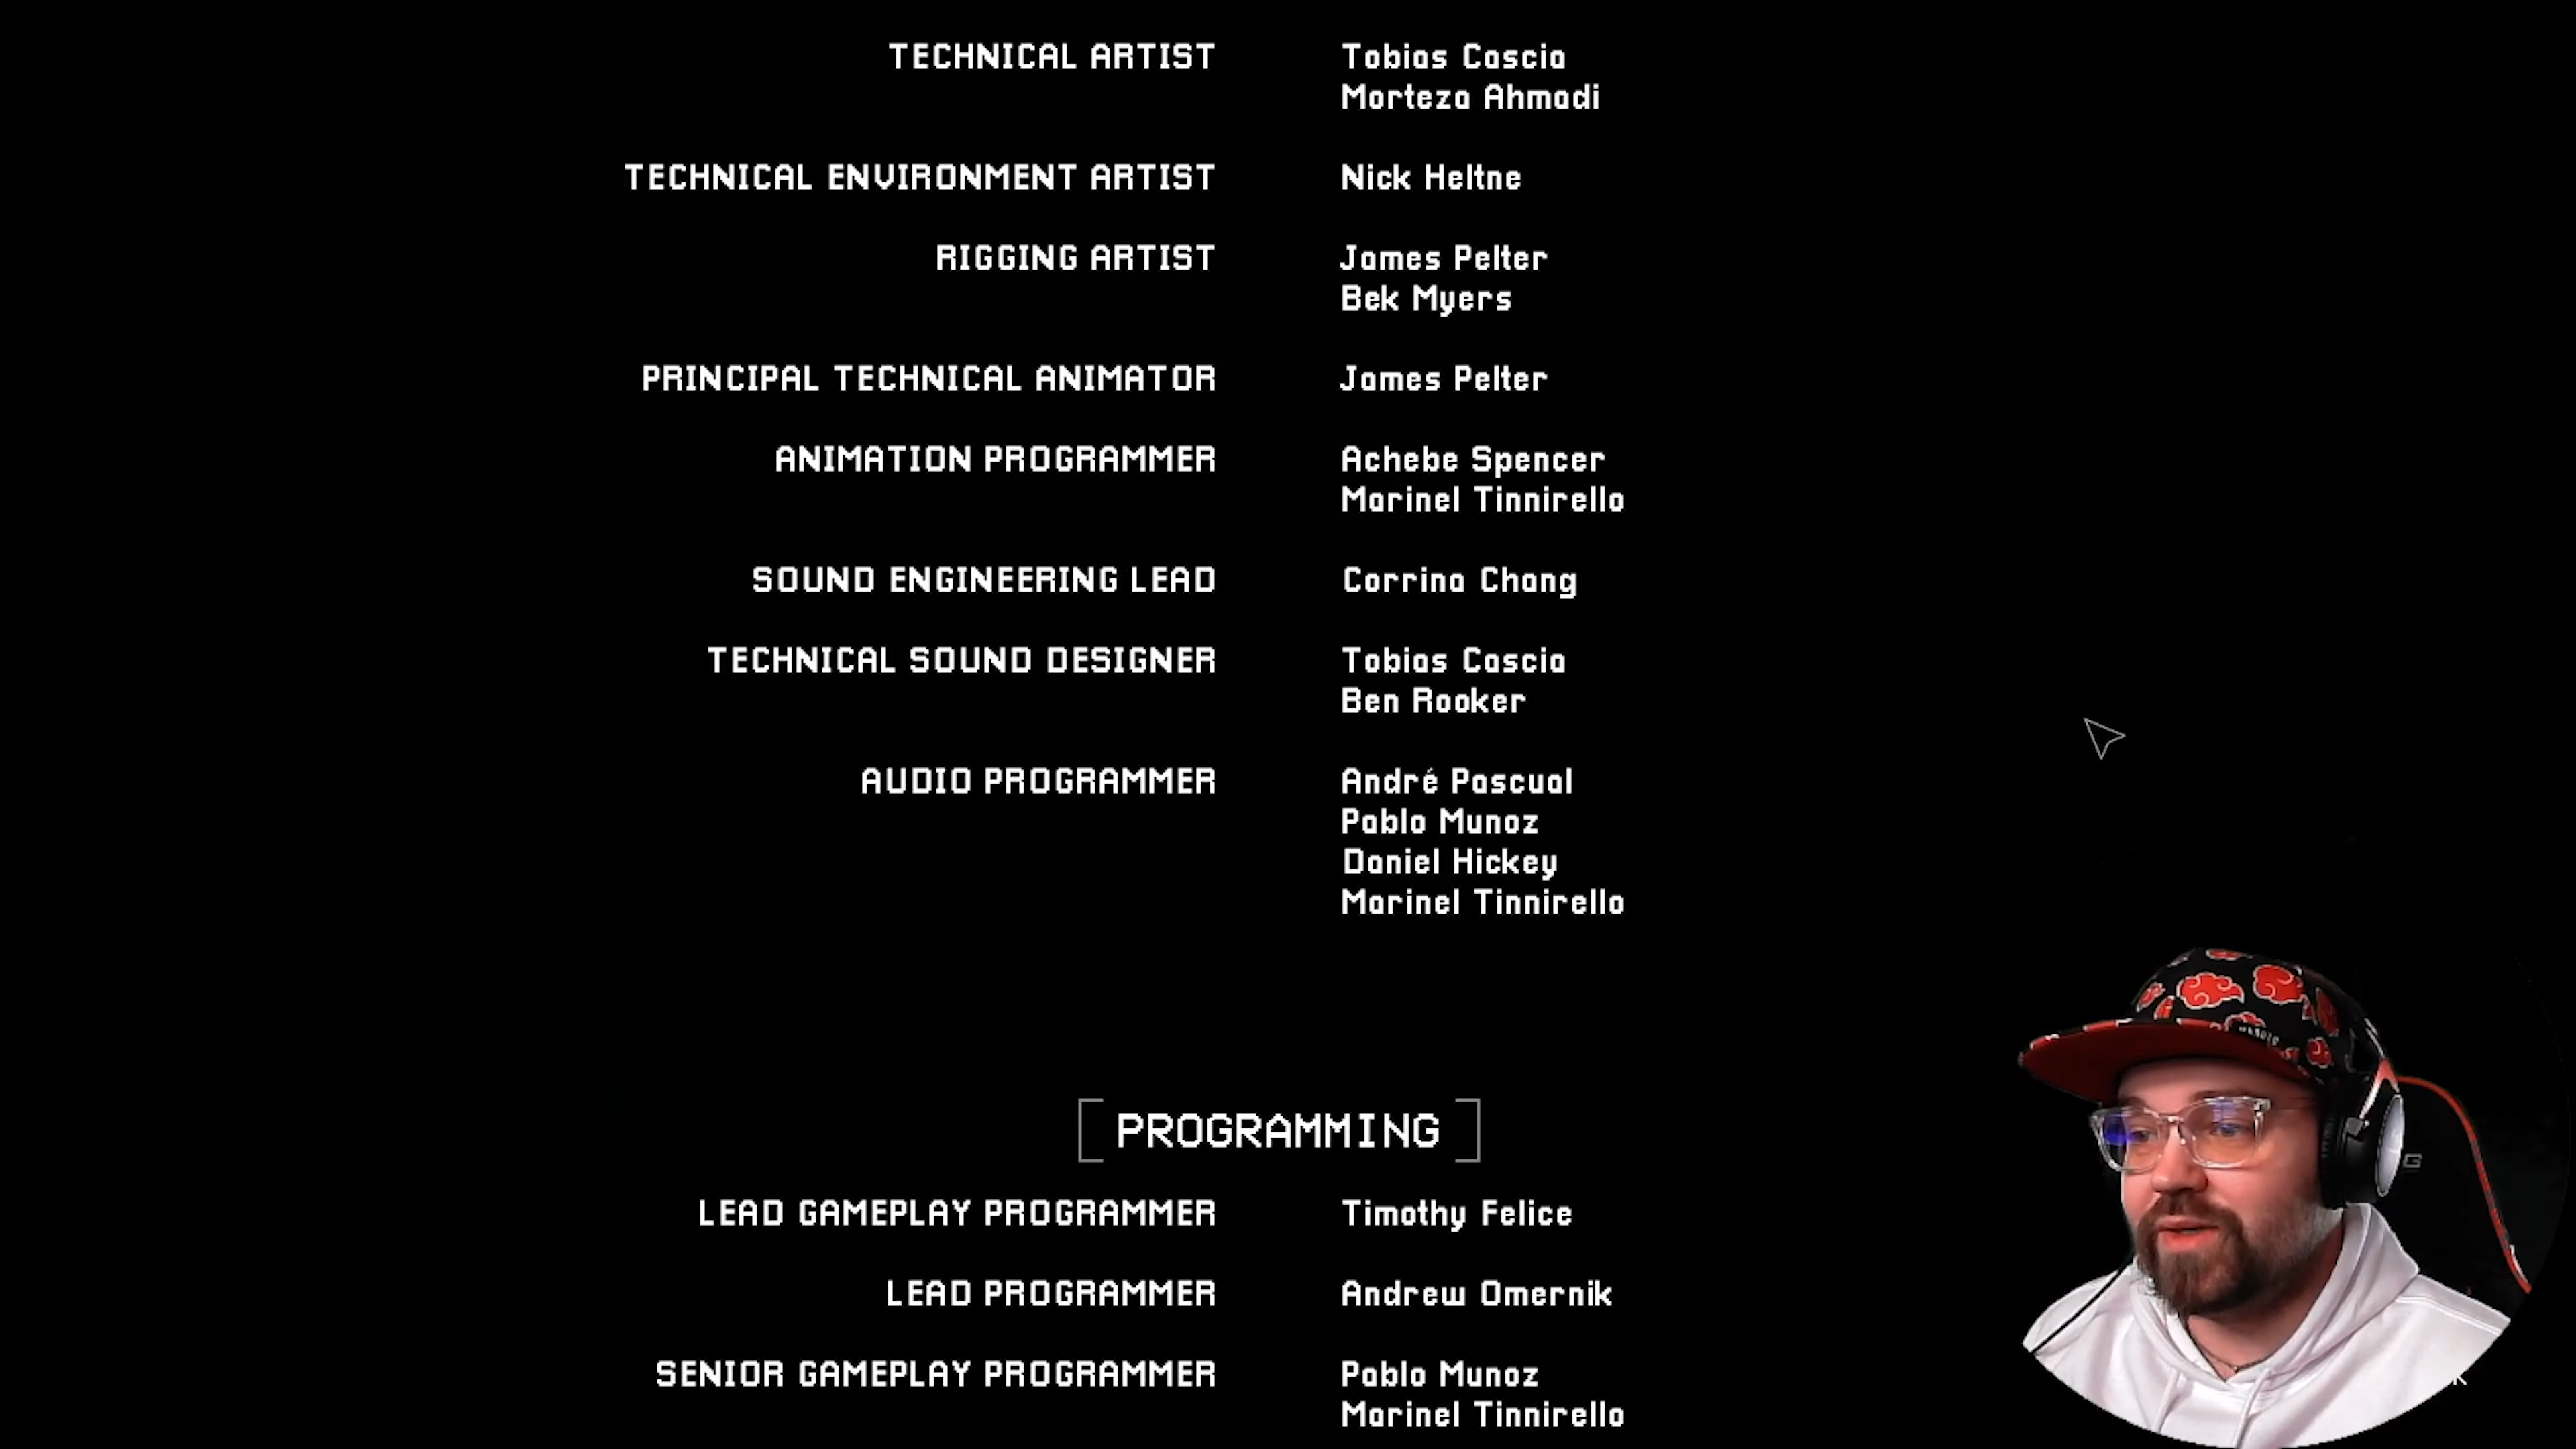 TECHNICAL ARTIST Tobias Cascia
Morteza Ahmadi
TECHNICAL ENVIRONMENT ARTIST Nick Heltne
RIGGING ARTIST James Pelter
Bek Myers
PRINCIPAL TECHNICAL ANIMATOR James Pelter
ANIMATION PROGRAMMER Achebe Spencer
Marinel Tinnirello
SOUND ENGINEERING LEAD Corrina Chang
TECHNICAL SOUND DESIGNER Tobias Cascia
Ben Rooker
AUDIO PROGRAMMER André Pascual
Pablo Munoz
Daniel Hickey
Marinel Tinnirello
[PROGRAMMING]
LEAD GAMEPLAY PROGRAMMER Timothy Felice
LEAD PROGRAMMER Andrew Omernik
SENIOR GAMEPLAY PROGRAMMER Pablo Munoz
Marinel Tinnirello